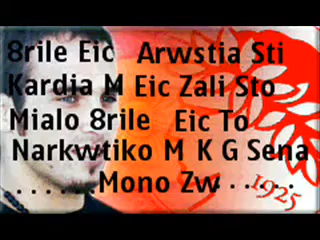 8rile Eic Arwstia Sti
Kardia M Eic Zali Sto
Mialo 8rile Eic To
Narkwtiko M K G Sena
......Mono Zw.......
1925